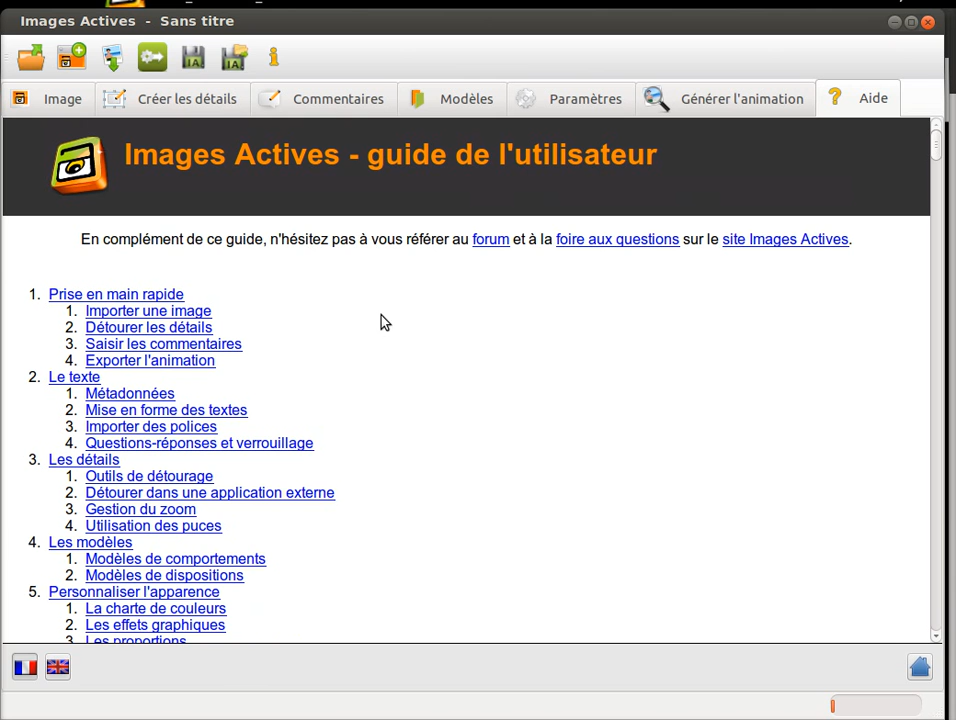 Images Actives - Sans titre
Image Créer les détails Commentaires Modèles Paramètres Générer l'animation Aide
Images Actives - guide de l'utilisateur
En complément de ce guide, n'hésitez pas à vous référer au forum et à la foire aux questions sur le site Images Actives.
1. Prise en main rapide
1. Importer une image
2. Détourer les détails
3. Saisir les commentaires
4. Exporter l'animation
2. Le texte
1. Métadonnées
2. Mise en forme des textes
3. Importer des polices
4. Questions-réponses et verrouillage
3. Les détails
1. Outils de détourage
2. Détourer dans une application externe
3. Gestion du zoom
4. Utilisation des puces
4. Les modèles
1. Modèles de comportements
2. Modèles de dispositions
5. Personnaliser l'apparence
1. La charte de couleurs
2. Les effets graphiques
3. Les proportions